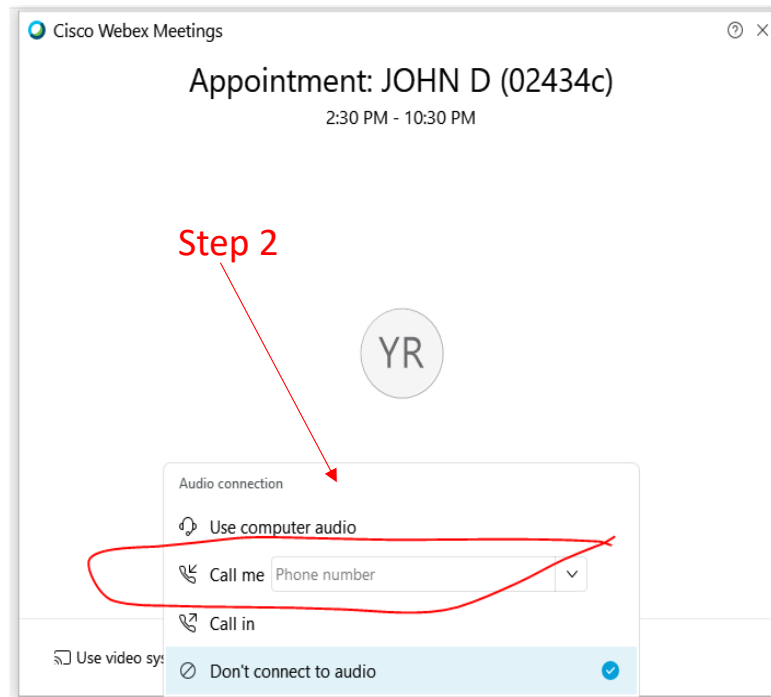 Cisco Webex Meetings
Appointment: JOHN D (02434c)
2:30 PM - 10:30 PM
Step 2
YR
Audio connection
Use computer audio
Call me Phone number
Call in
Use video sys
Don't connect to audio